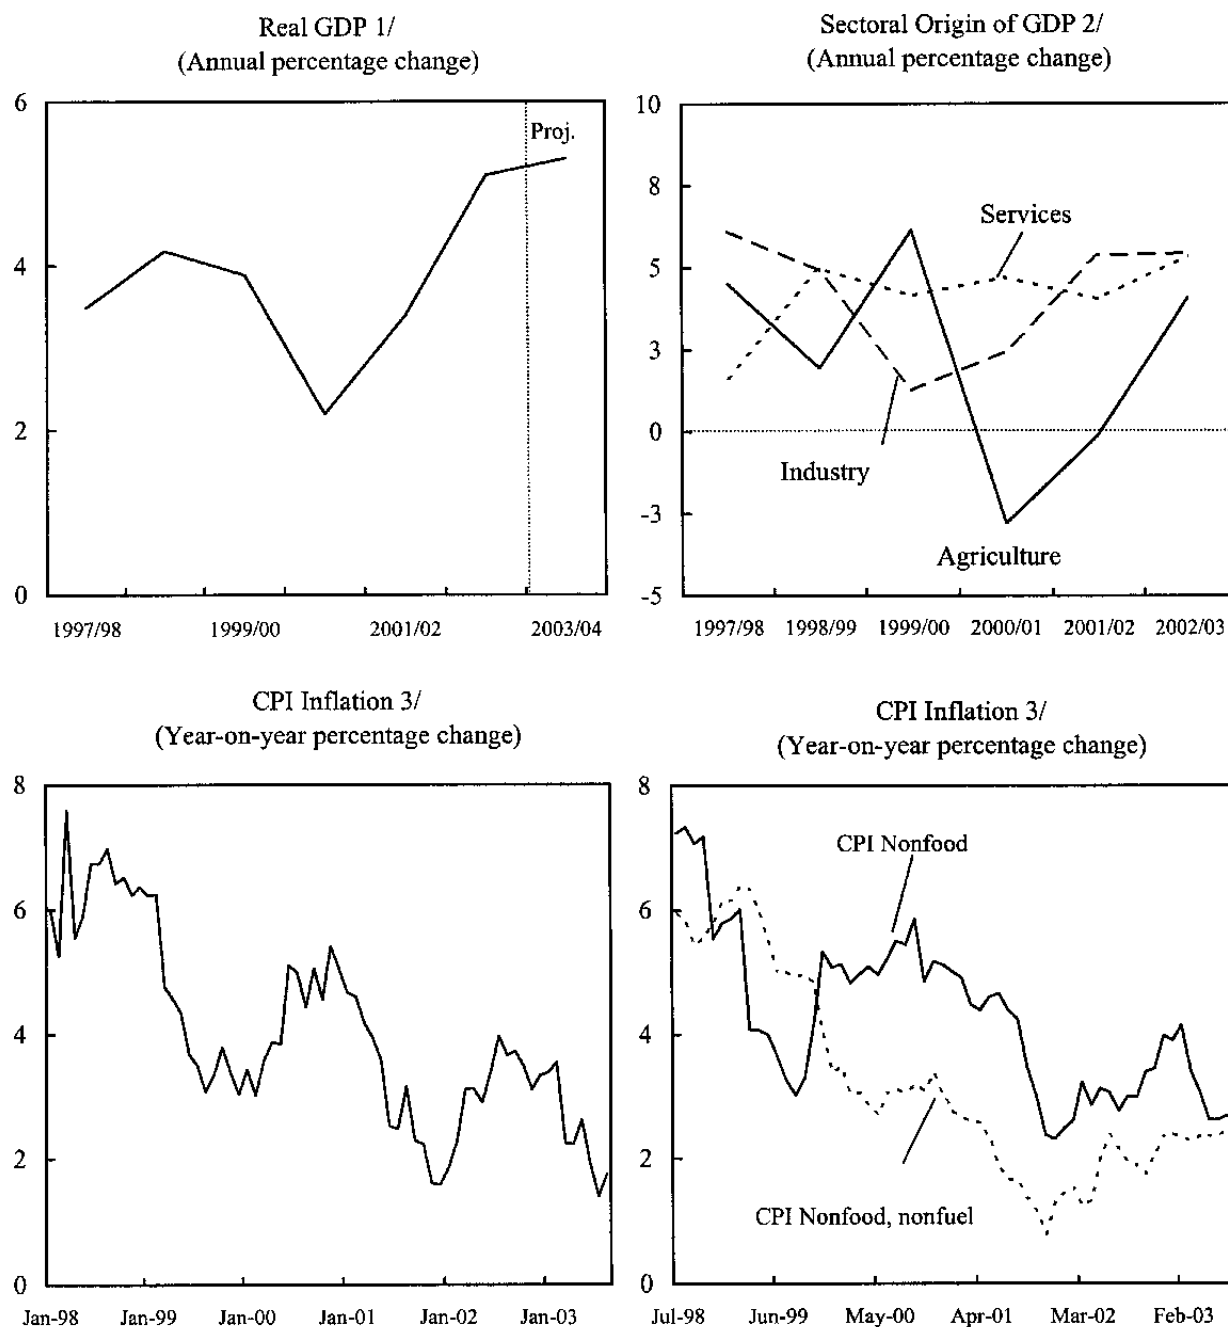 Real GDP 1/
(Annual percentage change)
6
4
2
0
Proj.
1997/98 1999/00 2001/02 2003/04
Sectoral Origin of GDP 2/
(Annual percentage change)
10
8
5
3
0
-3
-5
Services
Industry
Agriculture
1997/98 1998/99 1999/00 2000/01 2001/02 2002/03
CPI Inflation 3/
(Year-on-year percentage change)
8
6
4
2
0
Jan-98 Jan-99 Jan-00 Jan-01 Jan-02 Jan-03
CPI Inflation 3/
(Year-on-year percentage change)
8
6
4
2
0
CPI Nonfood
CPI Nonfood, nonfuel
Jul-98 Jun-99 May-00 Apr-01 Mar-02 Feb-03